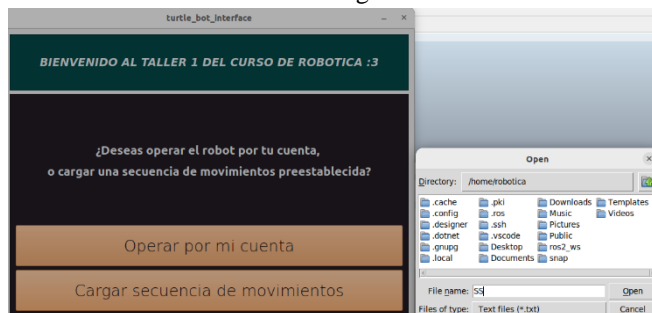 turtle_bot_interface
BIENVENIDO AL TALLER 1 DEL CURSO DE ROBOTICA :3
¿Deseas operar el robot por tu cuenta,
o cargar una secuencia de movimientos preestablecida?
Operar por mi cuenta
Cargar secuencia de movimientos
Open
Directory: /home/robotica
.cache .pki Downloads Templates
.config .ros Music Videos
.designer .ssh Pictures
.dotnet .vscode Public
.gnupg Desktop ros2_ws
.local Documents snap
File name: SS Open
Files of type: Text files (*.txt) Cancel